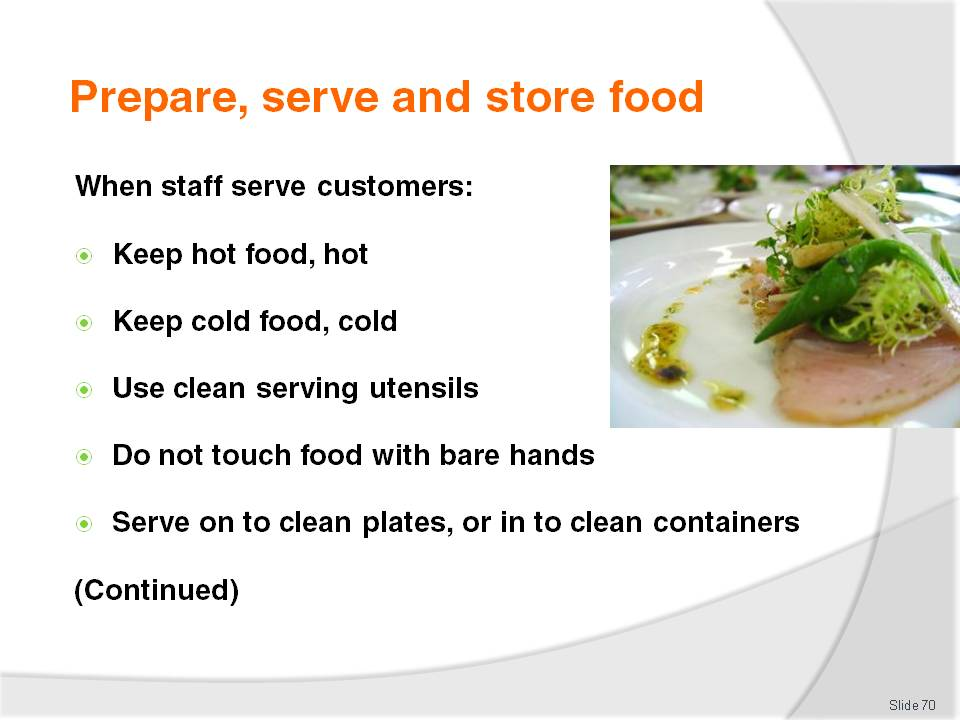 Prepare, serve and store food
When staff serve customers:
Keep hot food, hot
Keep cold food, cold
Use clean serving utensils
Do not touch food with bare hands
Serve on to clean plates, or in to clean containers
(Continued)
Slide 70